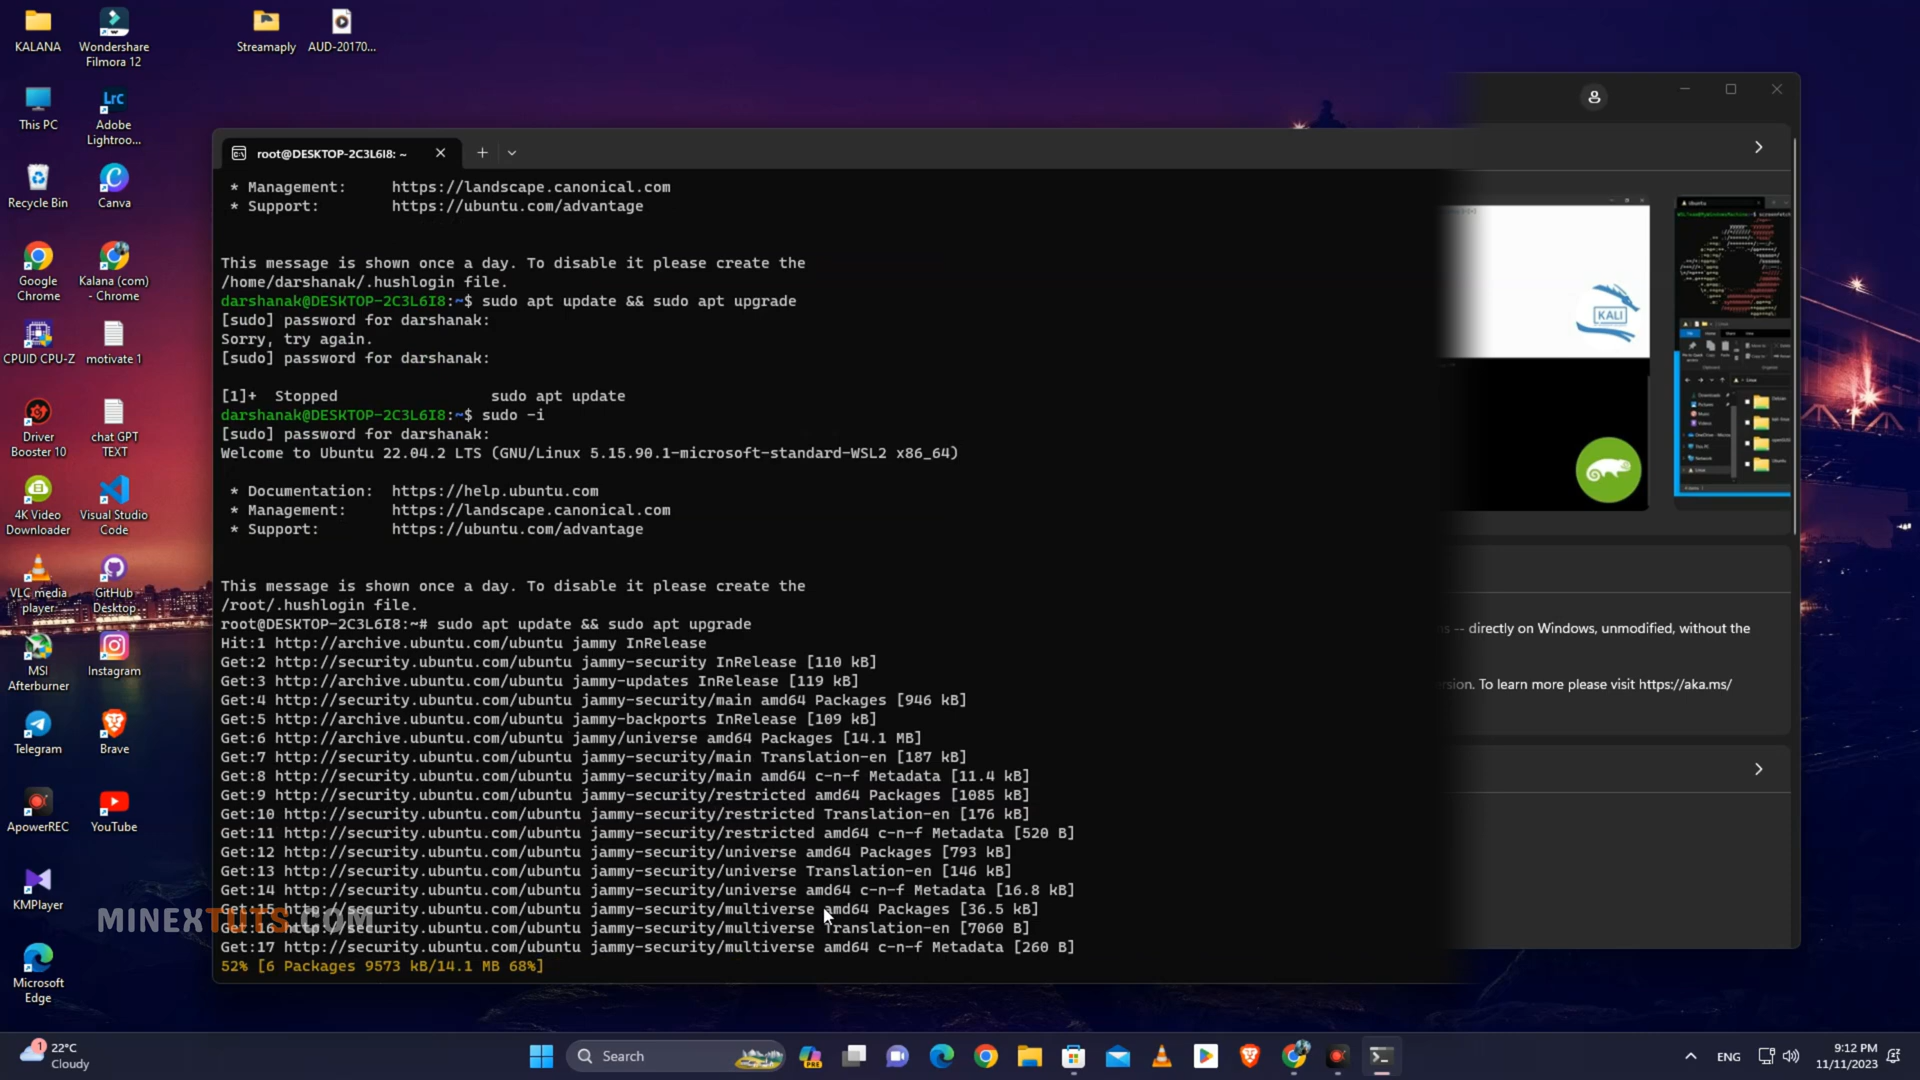 KALANA
Wondershare
Filmora 12
Streamaply
AUD-20170...
This PC
Lrc
Adobe
Lightroo...
Recycle Bin
Canva
Google
Chrome
Kalana (com)
- Chrome
CPUID CPU-Z
motivate 1
Driver
Booster 10
chat GPT
TEXT
4K Video
Downloader
Visual Studio
Code
VLC media
player
GitHub
Desktop
MSI
Afterburner
Instagram
Telegram
Brave
ApowerREC
YouTube
KMPlayer
Microsoft
Edge
root@DESKTOP-2C3L6I8: ~
* Management:     https://landscape.canonical.com
* Support:        https://ubuntu.com/advantage
This message is shown once a day. To disable it please create the
/home/darshanak/.hushlogin file.
darshanak@DESKTOP-2C3L6I8:~$ sudo apt update && sudo apt upgrade
[sudo] password for darshanak:
Sorry, try again.
[sudo] password for darshanak:
[1]+  Stopped                 sudo apt update
darshanak@DESKTOP-2C3L6I8:~$ sudo -i
[sudo] password for darshanak:
Welcome to Ubuntu 22.04.2 LTS (GNU/Linux 5.15.90.1-microsoft-standard-WSL2 x86_64)
* Documentation:  https://help.ubuntu.com
* Management:     https://landscape.canonical.com
* Support:        https://ubuntu.com/advantage
This message is shown once a day. To disable it please create the
/root/.hushlogin file.
root@DESKTOP-2C3L6I8:~# sudo apt update && sudo apt upgrade
Hit:1 http://archive.ubuntu.com/ubuntu jammy InRelease
Get:2 http://security.ubuntu.com/ubuntu jammy-security InRelease [110 kB]
Get:3 http://archive.ubuntu.com/ubuntu jammy-updates InRelease [119 kB]
Get:4 http://security.ubuntu.com/ubuntu jammy-security/main amd64 Packages [946 kB]
Get:5 http://archive.ubuntu.com/ubuntu jammy-backports InRelease [109 kB]
Get:6 http://archive.ubuntu.com/ubuntu jammy/universe amd64 Packages [14.1 MB]
Get:7 http://security.ubuntu.com/ubuntu jammy-security/main Translation-en [187 kB]
Get:8 http://security.ubuntu.com/ubuntu jammy-security/main amd64 c-n-f Metadata [11.4 kB]
Get:9 http://security.ubuntu.com/ubuntu jammy-security/restricted amd64 Packages [1085 kB]
Get:10 http://security.ubuntu.com/ubuntu jammy-security/restricted Translation-en [176 kB]
Get:11 http://security.ubuntu.com/ubuntu jammy-security/restricted amd64 c-n-f Metadata [520 B]
Get:12 http://security.ubuntu.com/ubuntu jammy-security/universe amd64 Packages [793 kB]
Get:13 http://security.ubuntu.com/ubuntu jammy-security/universe Translation-en [146 kB]
Get:14 http://security.ubuntu.com/ubuntu jammy-security/universe amd64 c-n-f Metadata [16.8 kB]
Get:15 http://security.ubuntu.com/ubuntu jammy-security/multiverse amd64 Packages [36.5 kB]
Get:16 http://security.ubuntu.com/ubuntu jammy-security/multiverse Translation-en [7060 B]
Get:17 http://security.ubuntu.com/ubuntu jammy-security/multiverse amd64 c-n-f Metadata [260 B]
52% [6 Packages 9573 kB/14.1 MB 68%]
MINEXTUTS.COM
KALI
Ubuntu
-- directly on Windows, unmodified, without the
To learn more please visit https://aka.ms/
1
22°C
Cloudy
Search
PRE
ENG
9:12 PM
11/11/2023